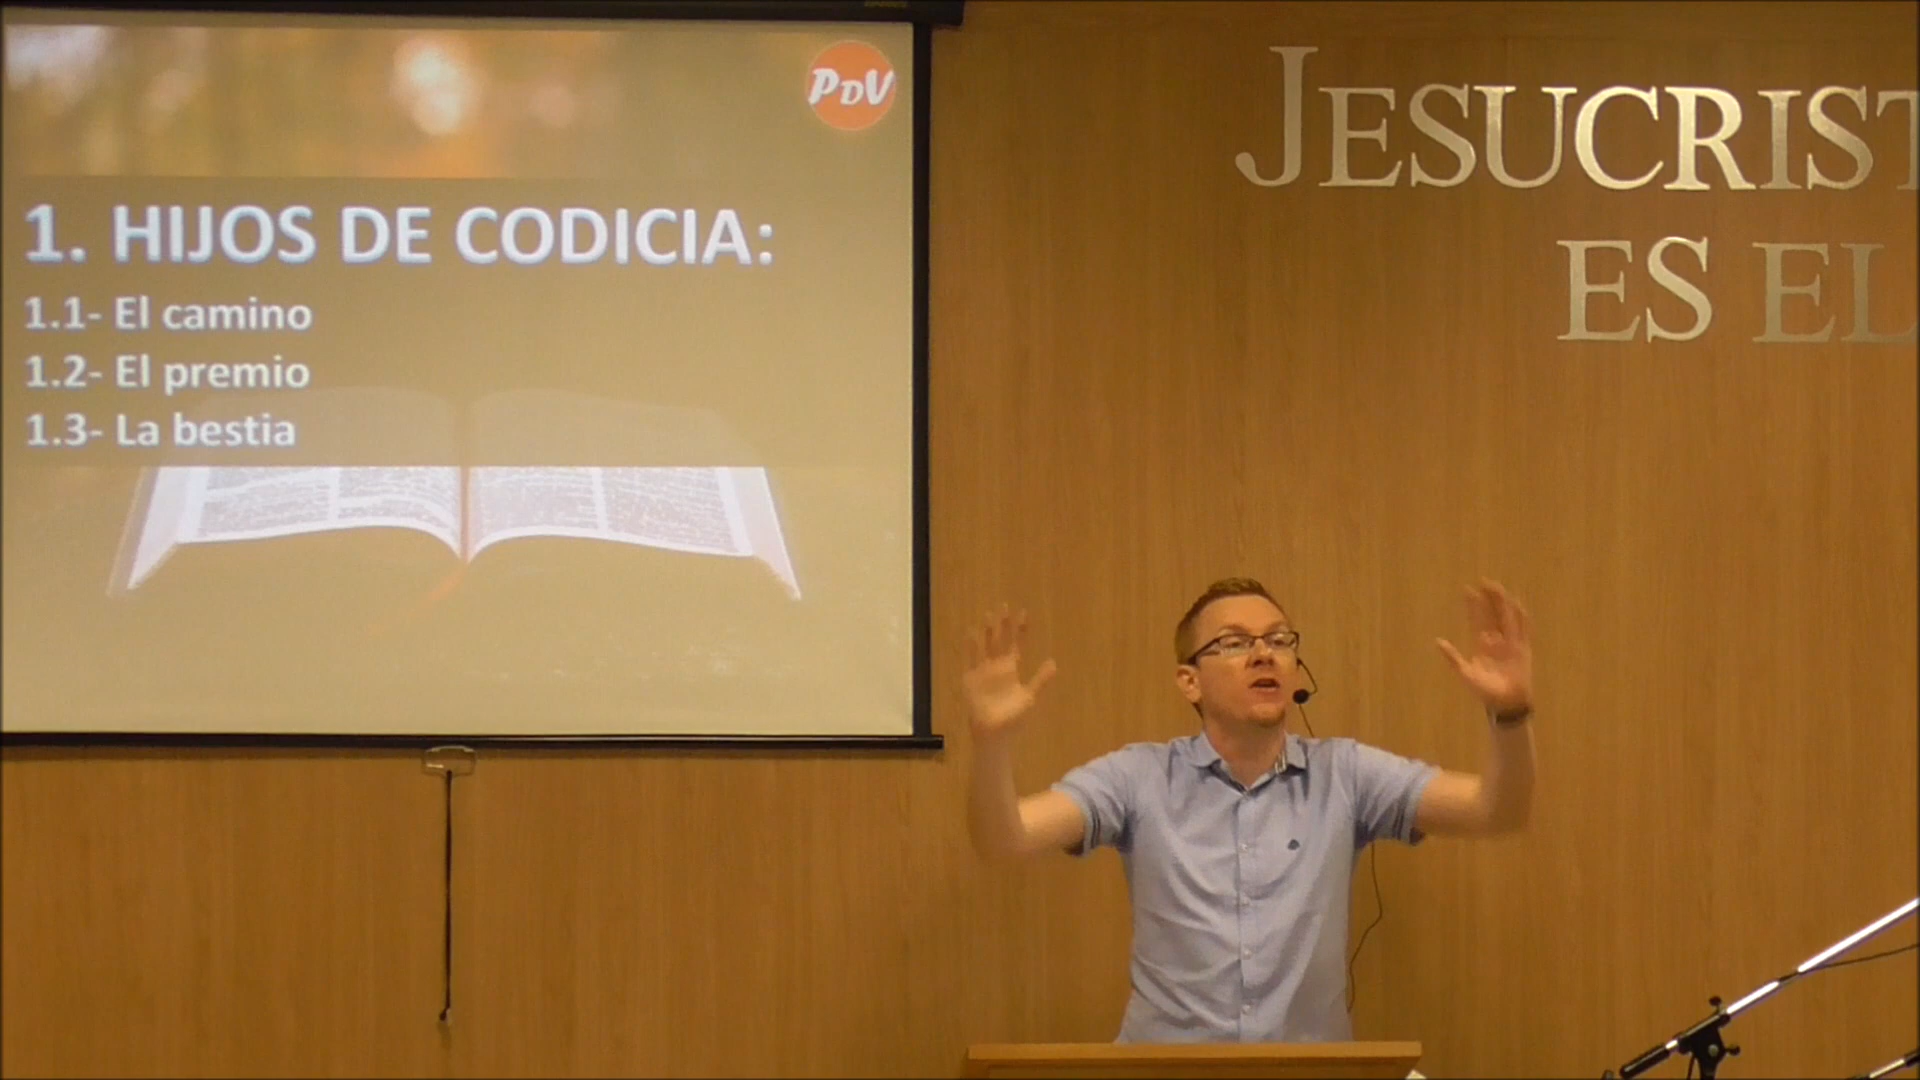 PDV
1. HIJOS DE CODICIA:
1.1- El camino
1.2- El premio
1.3- La bestia
JESUCRIST
ES EL